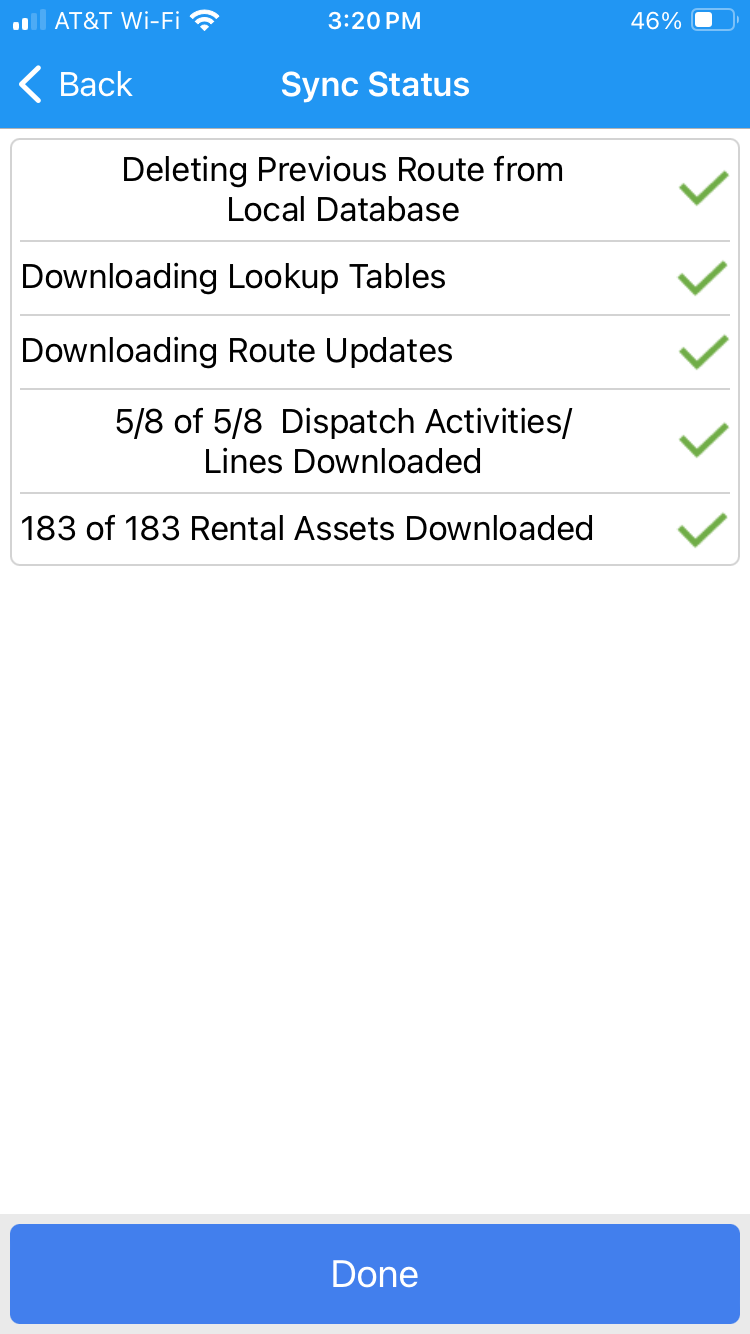 AT&T Wi-Fi 3:20 PM 46%
Back Sync Status
Deleting Previous Route from
Local Database
Downloading Lookup Tables
Downloading Route Updates
5/8 of 5/8  Dispatch Activities/
Lines Downloaded
183 of 183 Rental Assets Downloaded
Done